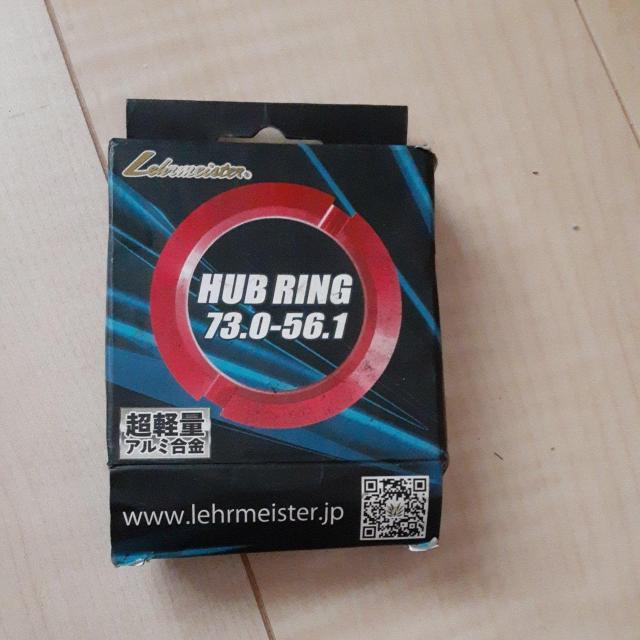 Lehrmeister®
HUB RING
73.0-56.1
超軽量
アルミ合金
www.lehrmeister.jp